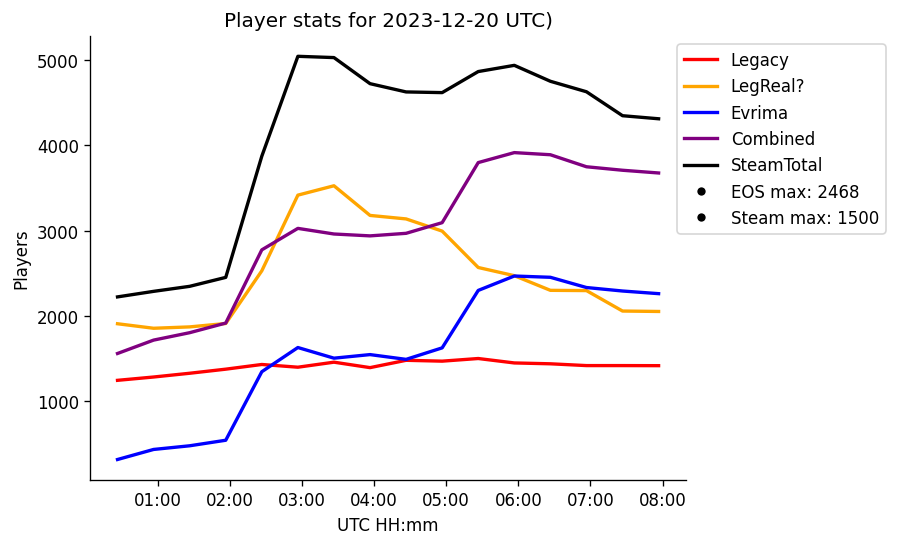 Player stats for 2023-12-20 UTC)
Legacy
LegReal?
Evrima
Combined
SteamTotal
EOS max: 2468
Steam max: 1500
Players
5000
4000
3000
2000
1000
01:00 02:00 03:00 04:00 05:00 06:00 07:00 08:00
UTC HH:mm